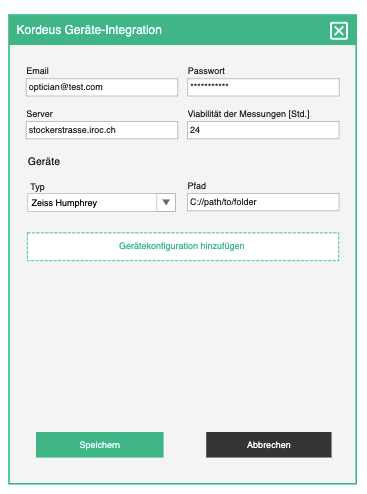 Kordeus Geräte-Integration
Email
Passwort
optician@test.com
***********
Server
Viabilität der Messungen [Std.]
stockerstrasse.iroc.ch
24
Geräte
Typ
Pfad
Zeiss Humphrey
C://path/to/folder
Gerätekonfiguration hinzufügen
Speichern
Abbrechen